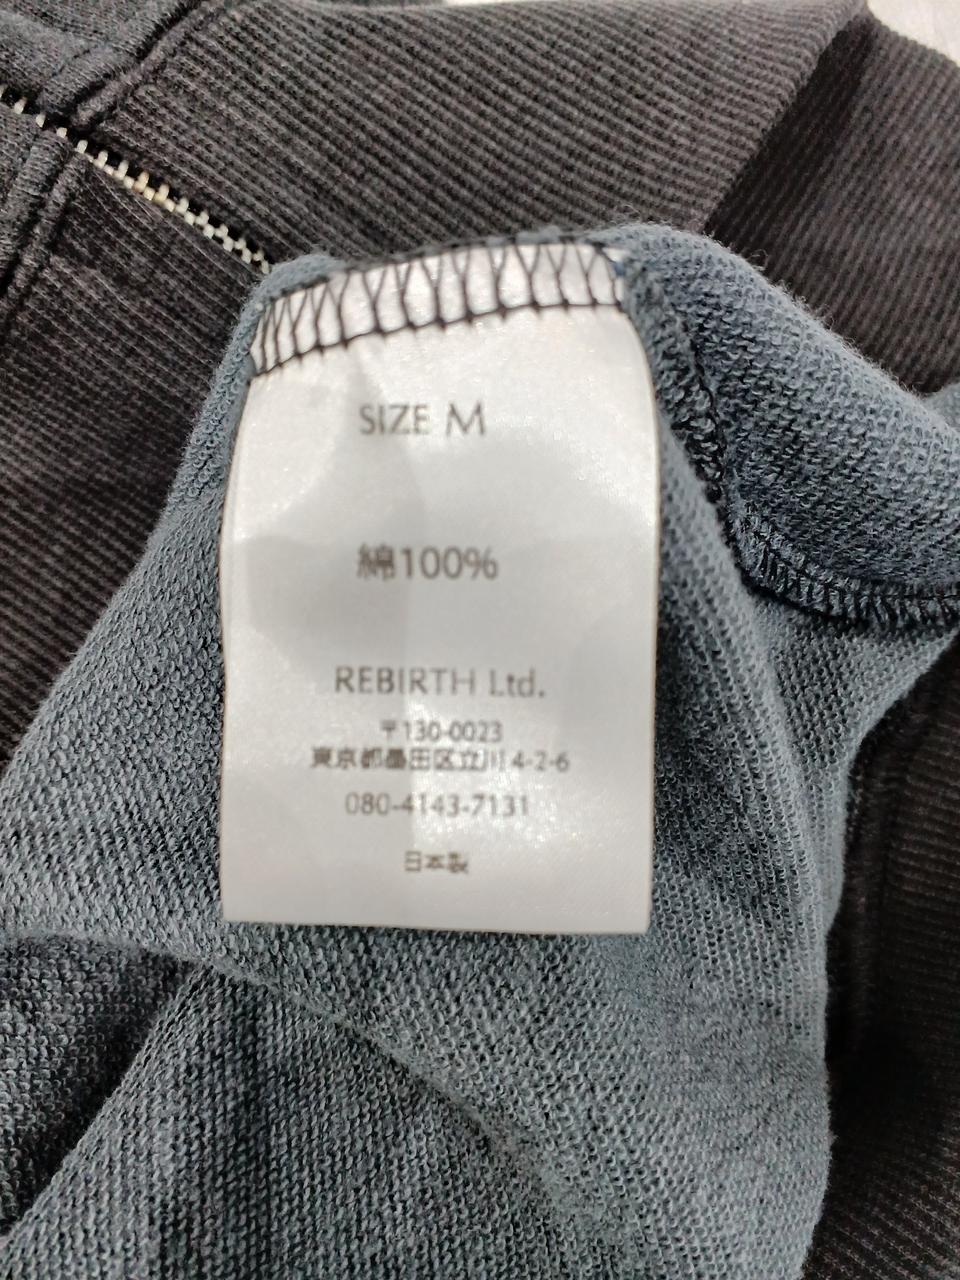 SIZE M
綿100%
REBIRTH Ltd.
〒130-0023
東京都墨田区立川4-2-6
080-4143-7131
日本製